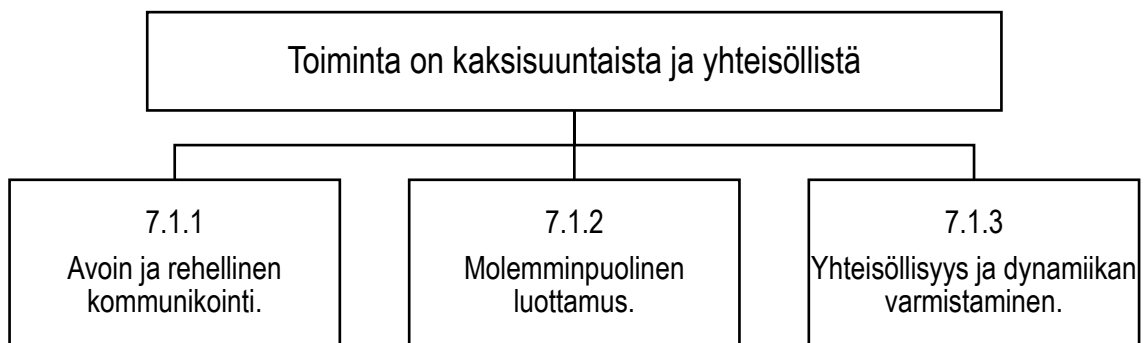 Toiminta on kaksisuuntaista ja yhteisöllistä
7.1.1
Avoin ja rehellinen
kommunikointi.
7.1.2
Molemminpuolinen
luottamus.
7.1.3
Yhteisöllisyys ja dynamiikan
varmistaminen.